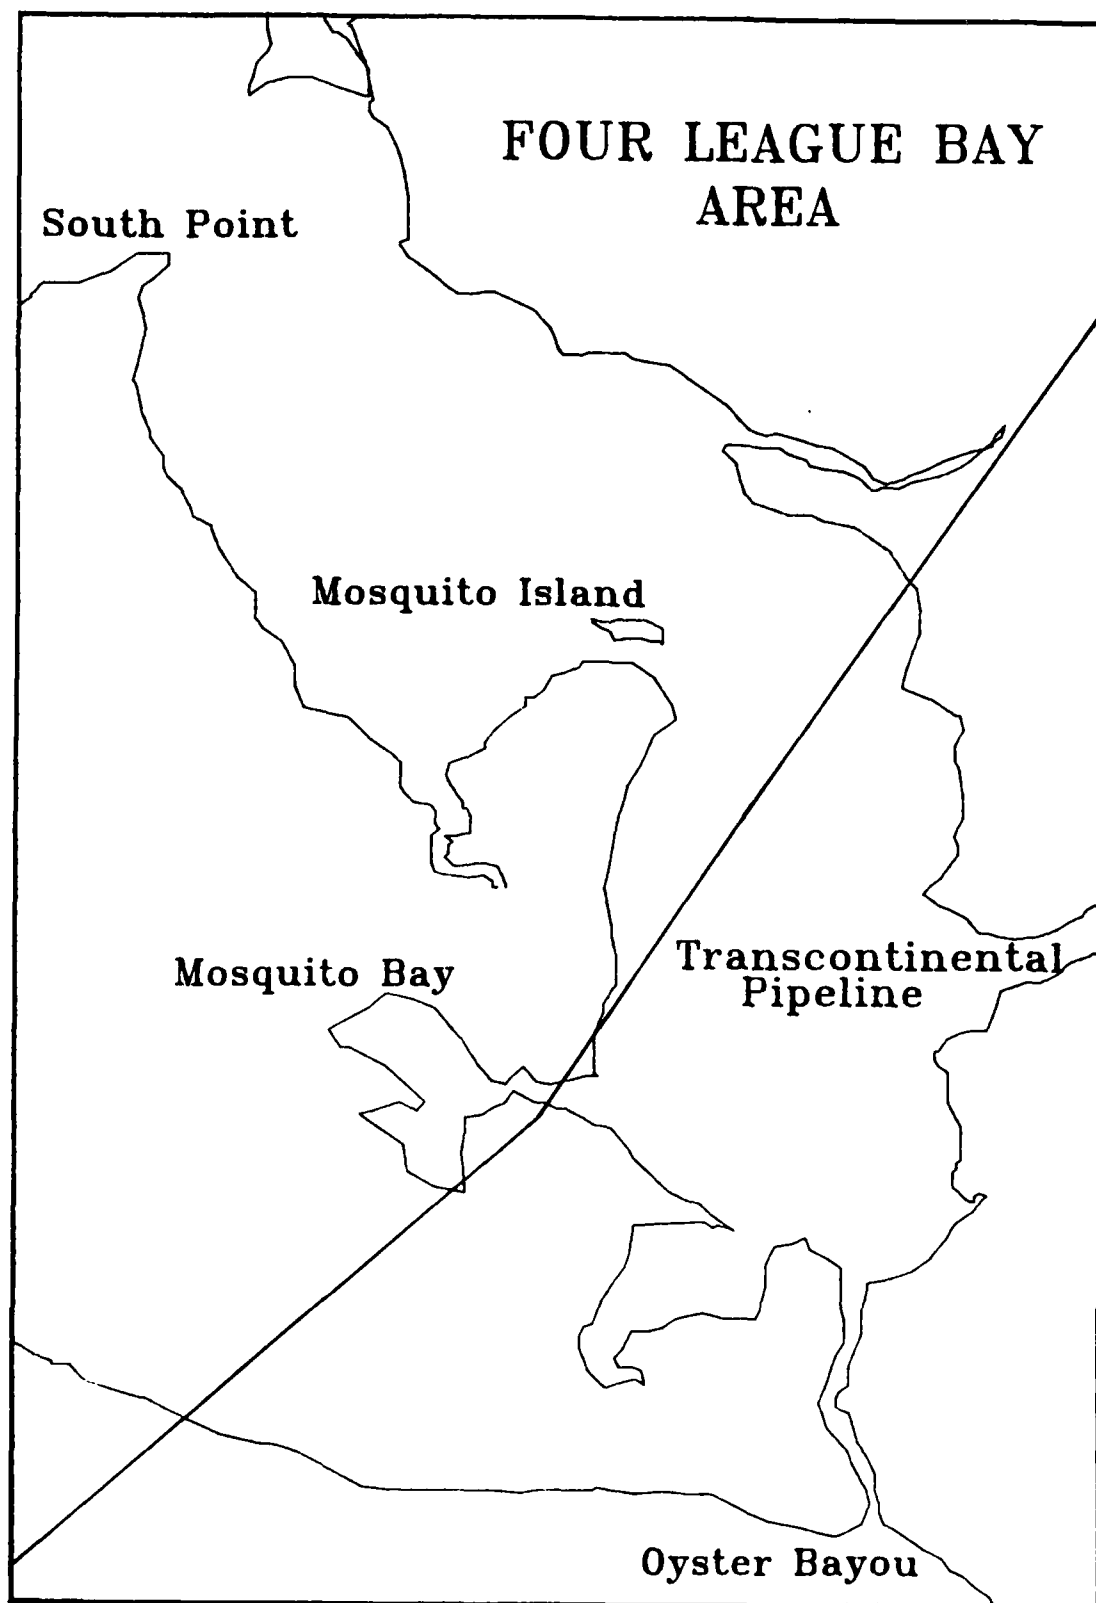 FOUR LEAGUE BAY
AREA
South Point
Mosquito Island
Transcontinental
Pipeline
Mosquito Bay
Oyster Bayou